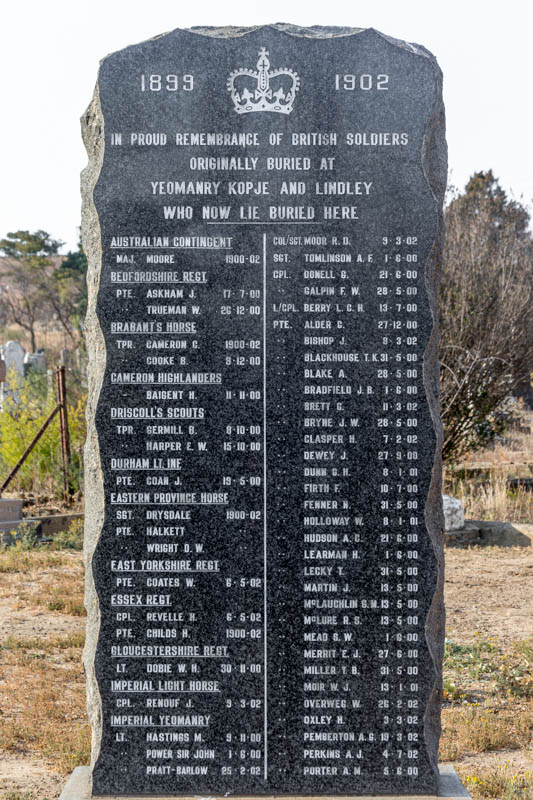 1899 1902
IN PROUD REMEMBRANCE OF BRITISH SOLDIERS
ORIGINALLY BURIED AT
YEOMANRY KOPJE AND LINDLEY
WHO NOW LIE BURIED HERE
AUSTRALIAN CONTINGENT
MAJ. MOORE 1900-02
BEDFORDSHIRE REGT.
PTE. ASKHAM J. 17-7-00
" TRUEMAN W. 26-12-00
BRABANT'S HORSE
TPR. CAMERON G. 1900-02
" COOKE B. 9-12-00
CAMERON HIGHLANDERS
" BAIGENT H. 11-11-00
DRISCOLL'S SCOUTS
TPR. GERMILL B. 8-10-00
" HARPER E. W. 15-10-00
DURHAM LT. INF
PTE. COAN J. 19-5-00
EASTERN PROVINCE HORSE
SGT. DRYSDALE 1900-02
PTE. HALKETT
" WRIGHT D. W.
EAST YORKSHIRE REGT
PTE. COATES W. 6-5-02
ESSEX REGT.
CPL. REVELLE H. 6-5-02
PTE. CHILDS H. 1900-02
GLOUCESTERSHIRE REGT.
LT. DOBIE W. H. 30-11-00
IMPERIAL LIGHT HORSE
CPL. RENOUF J. 9-3-02
IMPERIAL YEOMANRY
LT. HASTINGS M. 9-11-00
" POWER SIR JOHN 1-6-00
" PRATT-BARLOW 25-2-02
COL/SGT. MOOR R. D. 9-3-02
SGT. TOMLINSON A. F. 1-6-00
CPL. ODNELL G. 21-6-00
" GALPIN F. W. 28-5-00
L/CPL. BERRY L. G. H. 13-7-00
PTE. ALDER G. 27-12-00
" BISHOP J. 8-3-02
" BLACKHOUSE T. K. 31-5-00
" BLAKE A. 28-5-00
" BRADFIELD J. B. 1-6-00
" BRETT G. 11-3-02
" BRYNE J. W. 28-5-00
" CLASPER H. 7-2-02
" DEWEY J. 27-9-00
" DUNN G. H. 8-1-01
" FIRTH F. 10-7-00
" FENNER N. 31-5-00
" HOLLOWAY W. 8-1-01
" HUDSON A. C. 21-6-00
" LEARMAN H. 1-6-00
" LECKY T. 31-5-00
" MARTIN J. 13-5-00
" McLAUGHLIN G. M. 13-5-00
" McLURE R. S. 13-5-00
" MEAD S. W. 1-6-00
" MERRIT E. J. 27-6-00
" MILLER T. B. 31-5-00
" MOIR W. J. 13-1-01
" OVERWEG W. 26-2-02
" OXLEY H. 3-3-02
" PEMBERTON A. G. 19-3-02
" PERKINS A. J. 4-7-02
" PORTER A. M. 5-6-00